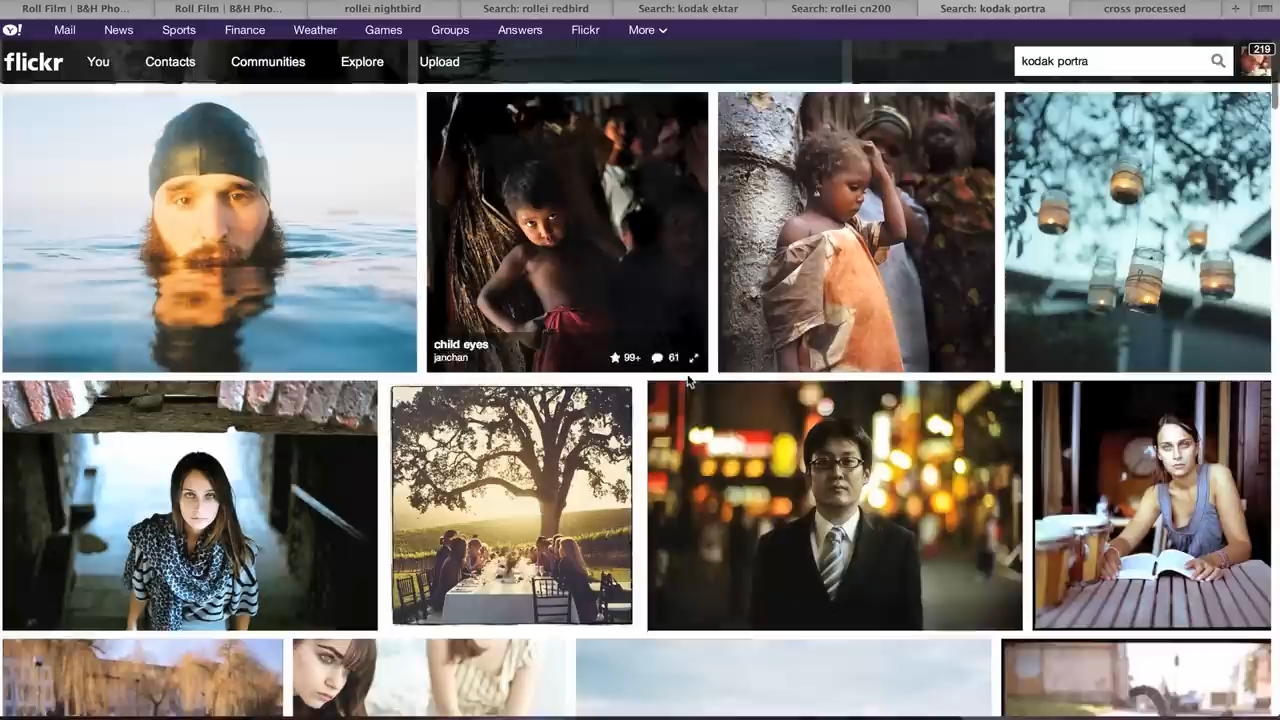 Roll Film | B&H Pho... Roll Film | B&H Pho... rollei nightbird Search: rollei redbird Search: kodak ektar Search: rollei cn200 Search: kodak portra cross processed +
Y! Mail News Sports Finance Weather Games Groups Answers Flickr More
flickr You Contacts Communities Explore Upload kodak portra 219
child eyes
janchan 99+ 61